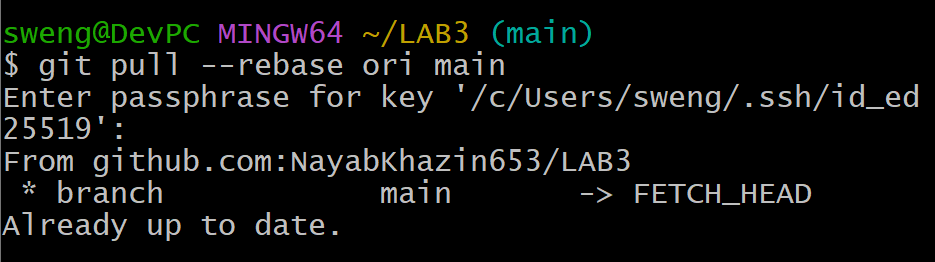 sweng@DevPC MINGW64 ~/LAB3 (main)
$ git pull --rebase ori main
Enter passphrase for key '/c/Users/sweng/.ssh/id_ed
25519':
From github.com:NayabKhazin653/LAB3
 * branch            main       -> FETCH_HEAD
Already up to date.